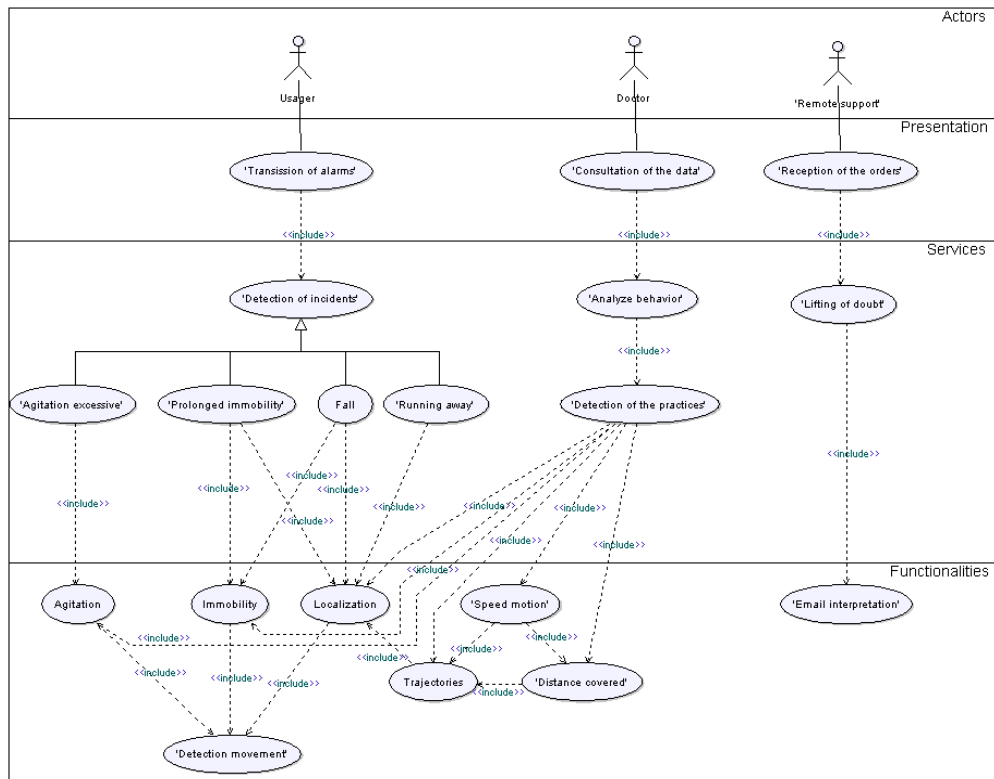 Actors
Usager
Doctor
'Remote support'
Presentation
'Transission of alarms'
'Consultation of the data'
'Reception of the orders'
<<include>>
<<include>>
<<include>>
Services
'Detection of incidents'
'Analyze behavior'
'Lifting of doubt'
<<include>>
'Agitation excessive'
'Prolonged immobility'
Fall
'Running away'
'Detection of the practices'
<<include>>
<<include>>
<<include>>
<<include>>
<<include>>
<<include>>
<<include>>
<<include>>
<<include>>
<<include>>
<<include>>
<<include>>
<<include>>
Functionalities
<<include>>
Agitation
Immobility
Localization
'Speed motion'
'Email interpretation'
<<include>>
<<include>>
<<include>>
<<include>>
<<include>>
<<include>>
<<include>>
<<include>>
Trajectories
<<include>>
'Distance covered'
'Detection movement'